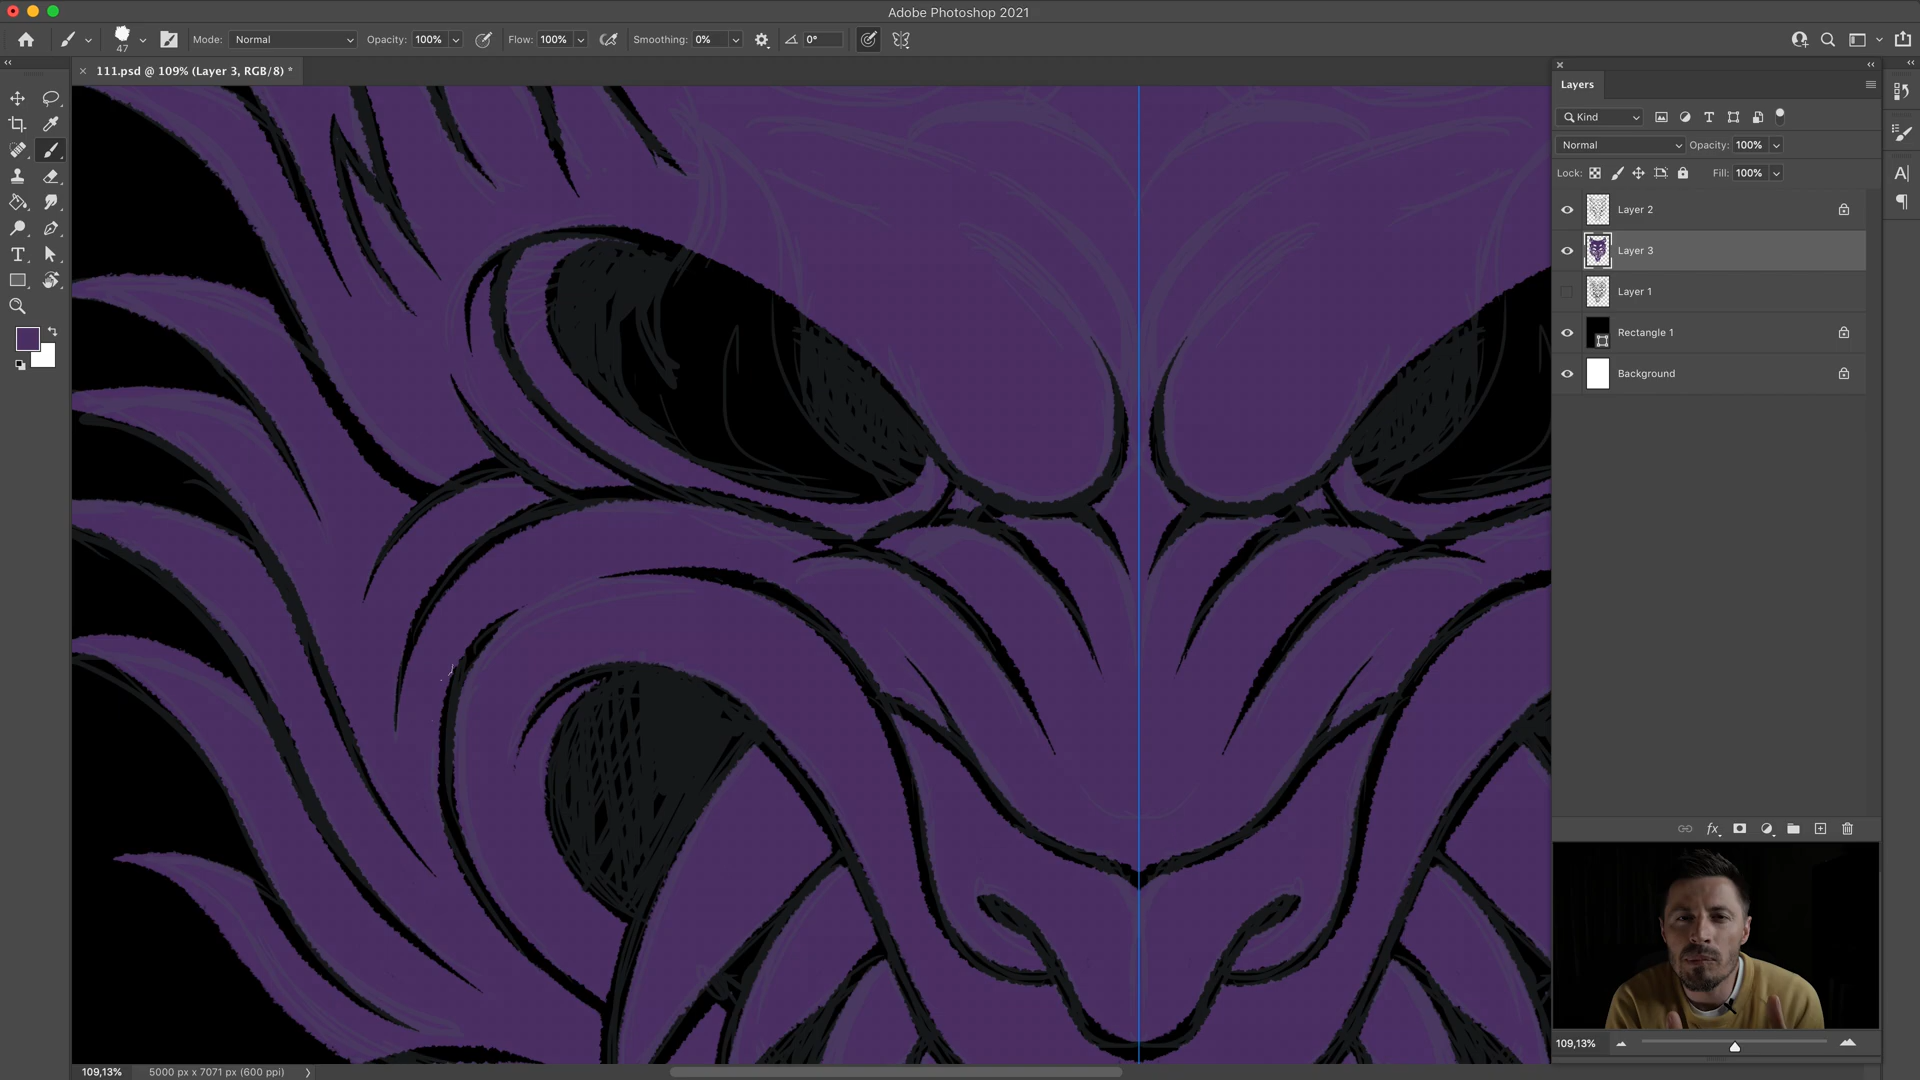 Adobe Photoshop 2021
47
Mode: Normal
Opacity: 100%
Flow: 100%
Smoothing: 0%
0°
111.psd @ 109% (Layer 3, RGB/8) *
Layers
Kind
Normal
Opacity: 100%
Lock:
Fill: 100%
Layer 2
Layer 3
Layer 1
Rectangle 1
Background
fx
109,13%
109,13%
5000 px x 7071 px (600 ppi)